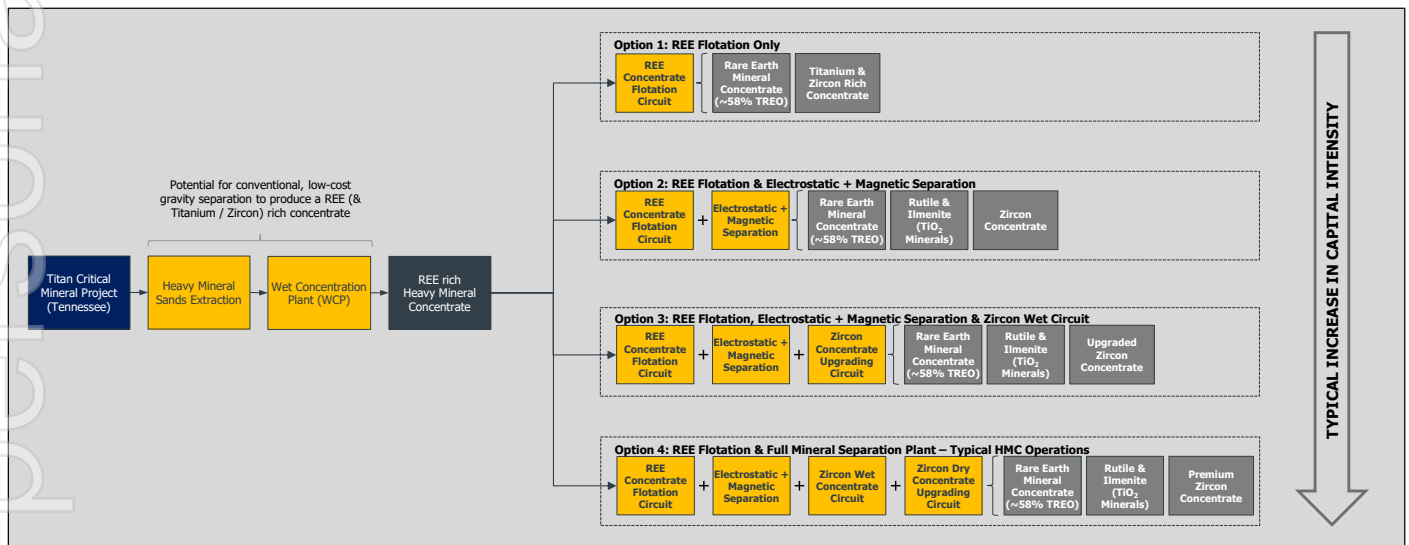 Option 1: REE Flotation Only
REE
Concentrate
Flotation
Circuit
Rare Earth
Mineral
Concentrate
(~58% TREO)
Titanium &
Zircon Rich
Concentrate
Potential for conventional, low-cost
gravity separation to produce a REE (&
Titanium / Zircon) rich concentrate
Titan Critical
Mineral Project
(Tennessee)
Heavy Mineral
Sands Extraction
Wet Concentration
Plant (WCP)
REE rich
Heavy Mineral
Concentrate
Option 2: REE Flotation & Electrostatic + Magnetic Separation
REE
Concentrate
Flotation
Circuit
+
Electrostatic +
Magnetic
Separation
Rare Earth
Mineral
Concentrate
(~58% TREO)
Rutile &
Ilmenite
(TiO₂
Minerals)
Zircon
Concentrate
Option 3: REE Flotation, Electrostatic + Magnetic Separation & Zircon Wet Circuit
REE
Concentrate
Flotation
Circuit
+
Electrostatic +
Magnetic
Separation
+
Zircon
Concentrate
Upgrading
Circuit
Rare Earth
Mineral
Concentrate
(~58% TREO)
Rutile &
Ilmenite
(TiO₂
Minerals)
Upgraded
Zircon
Concentrate
Option 4: REE Flotation & Full Mineral Separation Plant – Typical HMC Operations
REE
Concentrate
Flotation
Circuit
+
Electrostatic +
Magnetic
Separation
+
Zircon Wet
Concentrate
Circuit
+
Zircon Dry
Concentrate
Upgrading
Circuit
Rare Earth
Mineral
Concentrate
(~58% TREO)
Rutile &
Ilmenite
(TiO₂
Minerals)
Premium
Zircon
Concentrate
TYPICAL INCREASE IN CAPITAL INTENSITY